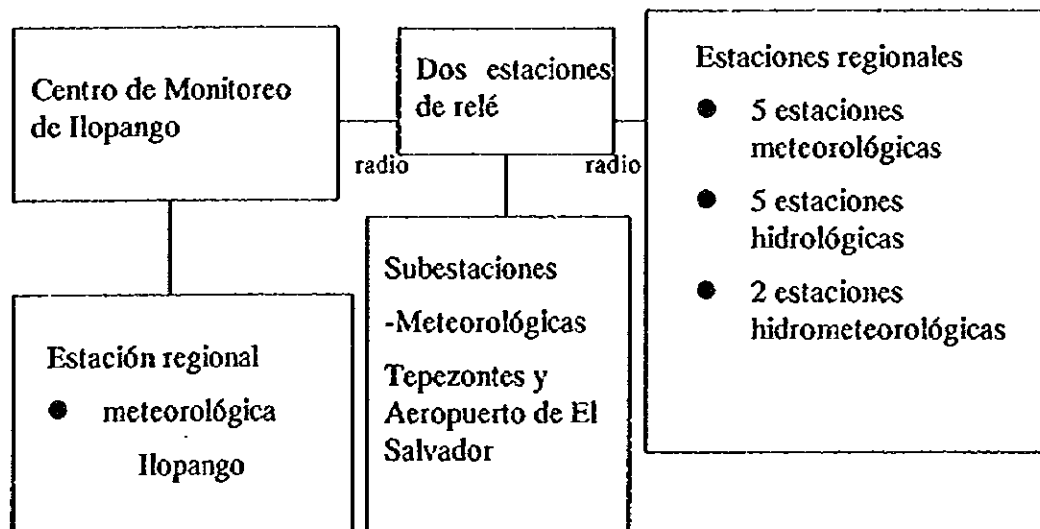 Centro de Monitoreo
de Ilopango
Dos estaciones
de relé
radio
radio
Estaciones regionales
● 5 estaciones
meteorológicas
● 5 estaciones
hidrológicas
● 2 estaciones
hidrometeorológicas
Estación regional
● meteorológica
Ilopango
Subestaciones
-Meteorológicas
Tepezontes y
Aeropuerto de El
Salvador